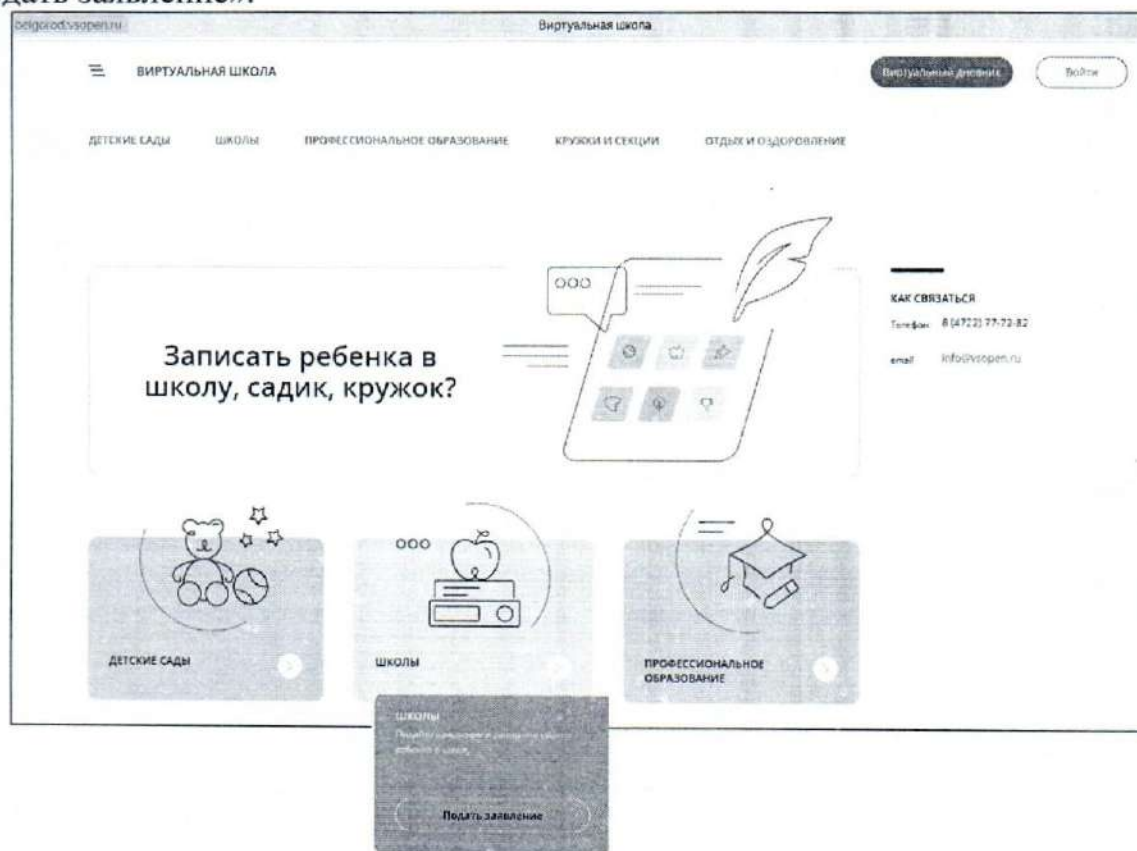 дать заявление».
belgorod.vsopen.ru
Виртуальная школа
ВИРТУАЛЬНАЯ ШКОЛА
Виртуальный дневник
Войти
ДЕТСКИЕ САДЫ
ШКОЛЫ
ПРОФЕССИОНАЛЬНОЕ ОБРАЗОВАНИЕ
КРУЖКИ И СЕКЦИИ
ОТДЫХ И ОЗДОРОВЛЕНИЕ
Записать ребенка в
школу, садик, кружок?
КАК СВЯЗАТЬСЯ
Телефон 8 (4722) 77-72-82
email info@vsopen.ru
ДЕТСКИЕ САДЫ
ШКОЛЫ
ПРОФЕССИОНАЛЬНОЕ
ОБРАЗОВАНИЕ
ШКОЛЫ
ребенка в школу
Подать заявление